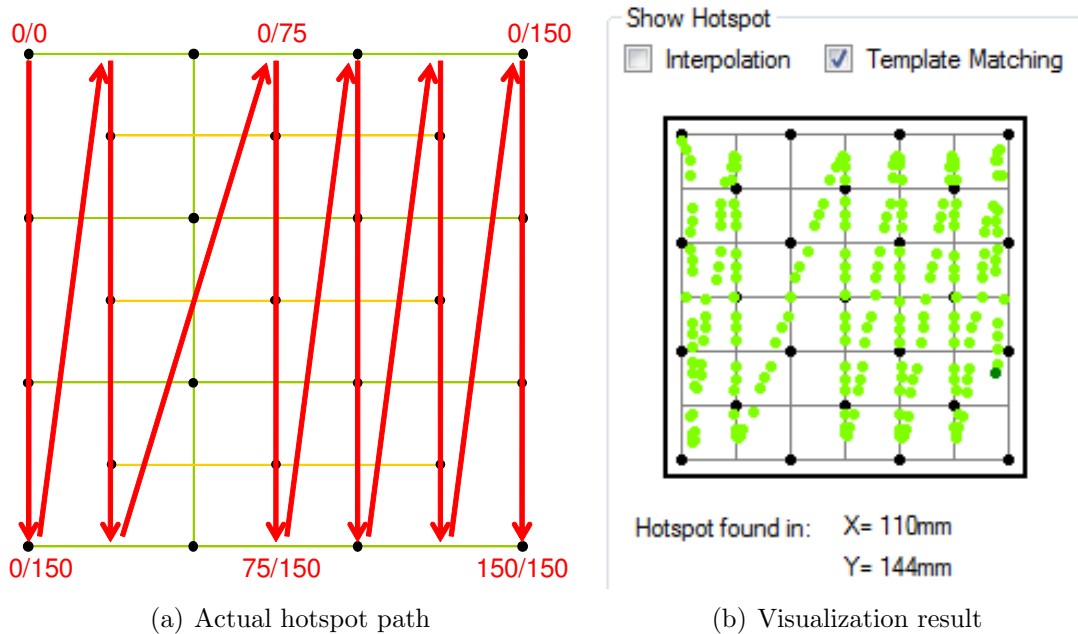 0/0
0/75
0/150
0/150
75/150
150/150
(a) Actual hotspot path
Show Hotspot
Interpolation
Template Matching
Hotspot found in:
X= 110mm
Y= 144mm
(b) Visualization result